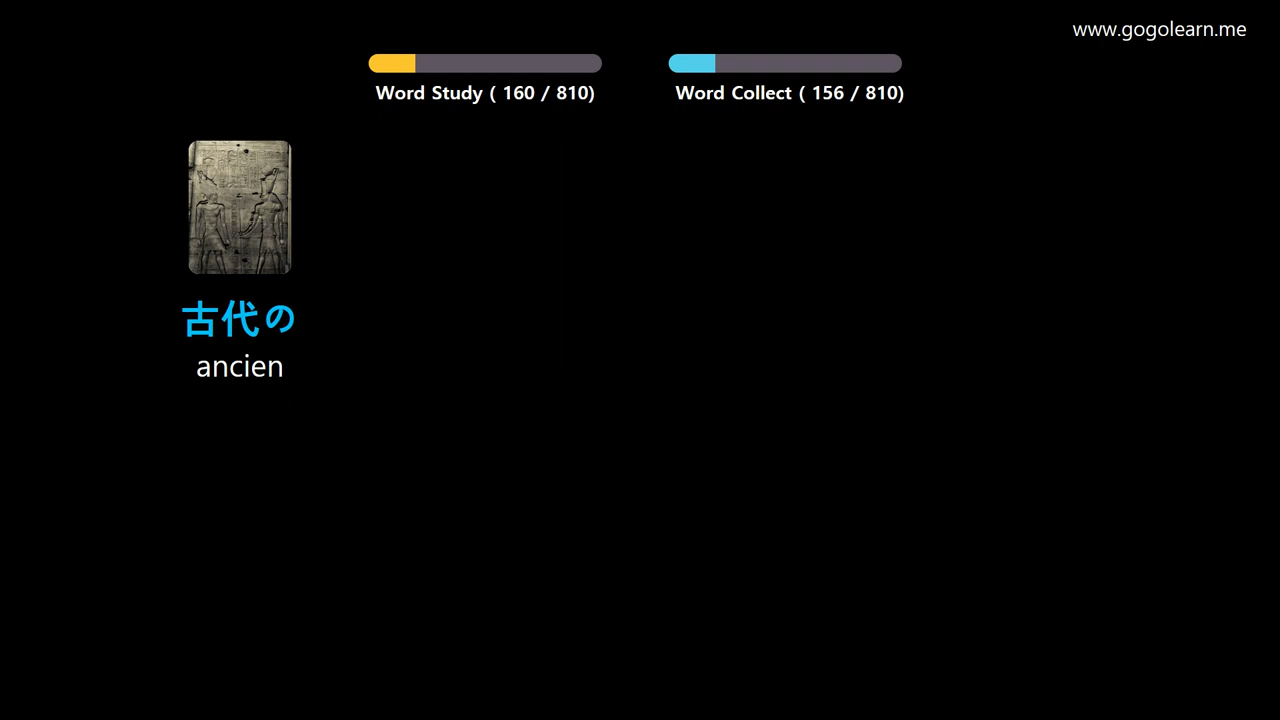 www.gogolearn.me
Word Study ( 160 / 810)
Word Collect ( 156 / 810)
古代の
ancien